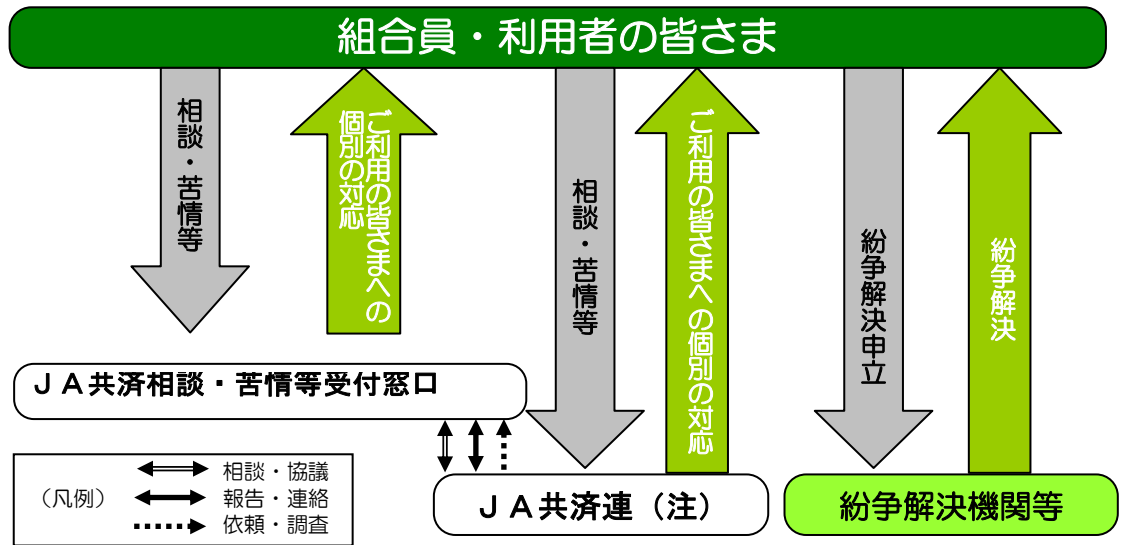 組合員・利用者の皆さま
相談・苦情等
ご利用の皆さまへの
個別の対応
相談・苦情等
ご利用の皆さまへの個別の対応
紛争解決申立
紛争解決
ＪＡ共済相談・苦情等受付窓口
ＪＡ共済連（注）
紛争解決機関等
（凡例）
相談・協議
報告・連絡
依頼・調査